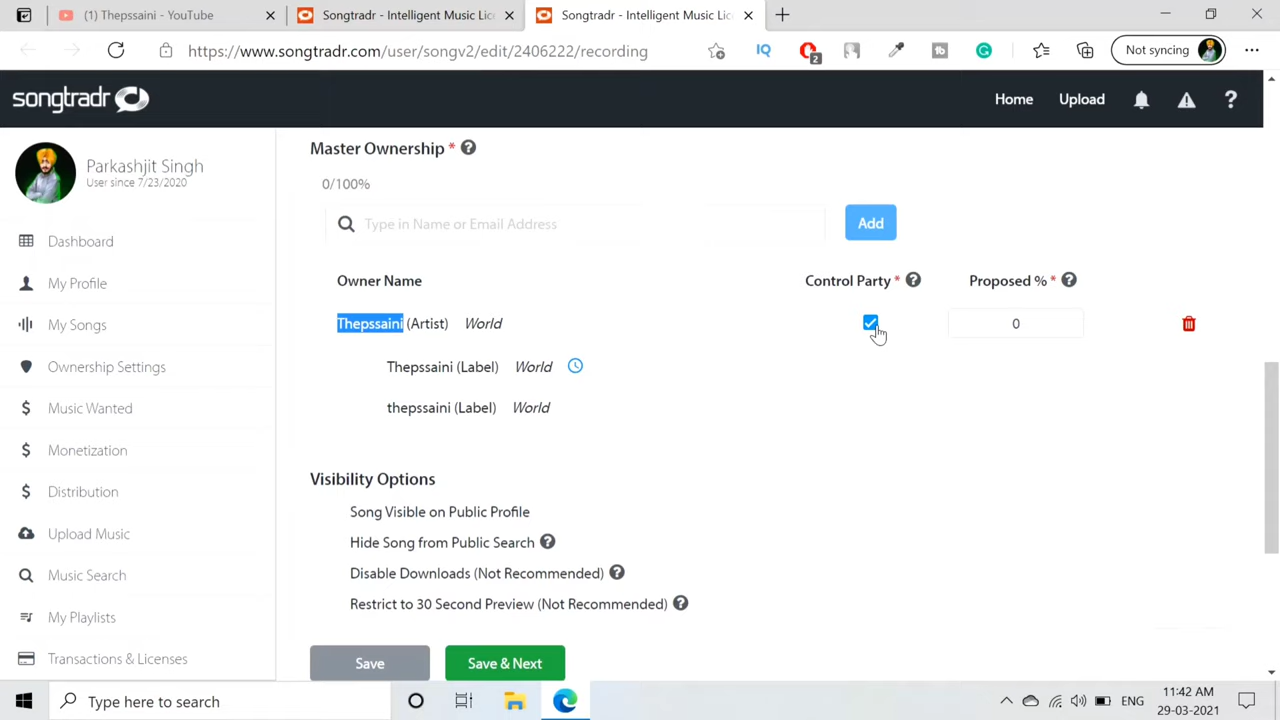 (1) Thepssaini - YouTube
Songtradr - Intelligent Music Lic
Songtradr - Intelligent Music Lic
https://www.songtradr.com/user/songv2/edit/2406222/recording
IQ
2
tb
Not syncing
songtradr
Home
Upload
Parkashjit Singh
User since 7/23/2020
Dashboard
My Profile
My Songs
Ownership Settings
Music Wanted
Monetization
Distribution
Upload Music
Music Search
My Playlists
Transactions & Licenses
Master Ownership *
0/100%
Type in Name or Email Address
Add
Owner Name
Control Party *
Proposed % *
Thepssaini (Artist) World
0
Thepssaini (Label) World
thepssaini (Label) World
Visibility Options
Song Visible on Public Profile
Hide Song from Public Search
Disable Downloads (Not Recommended)
Restrict to 30 Second Preview (Not Recommended)
Save
Save & Next
Type here to search
ENG
11:42 AM
29-03-2021